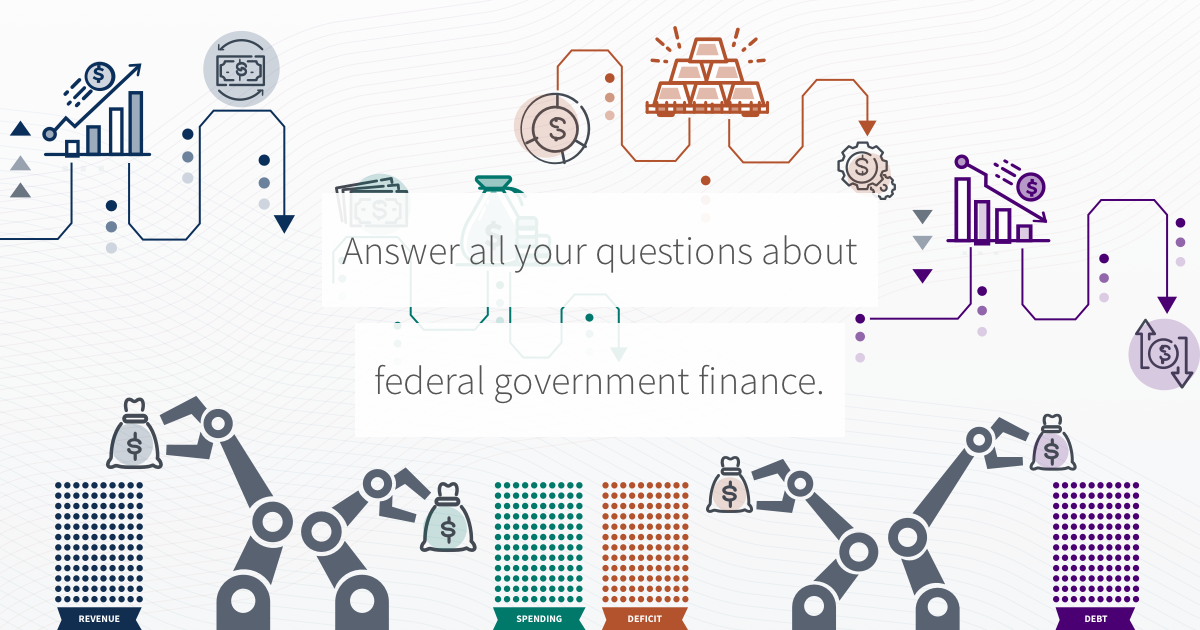 Answer all your questions about
federal government finance.
REVENUE
SPENDING
DEFICIT
DEBT